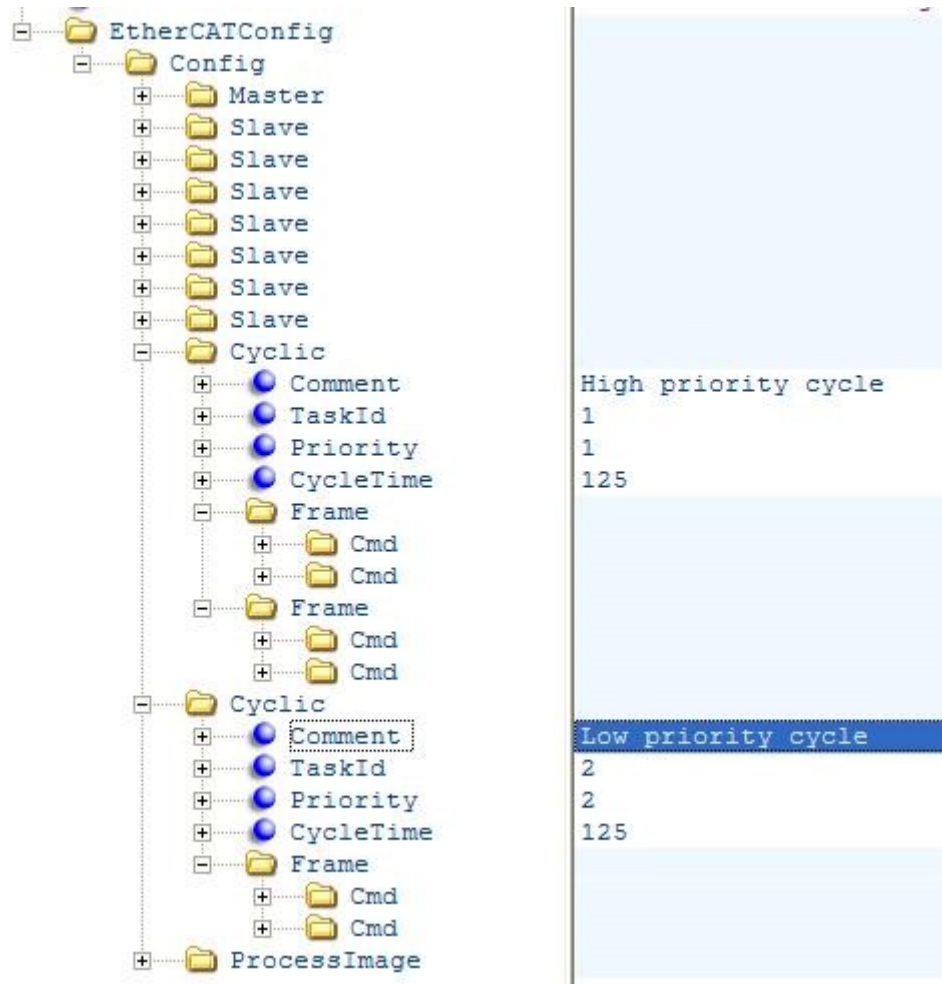 EtherCATConfig
Config
Master
Slave
Slave
Slave
Slave
Slave
Slave
Slave
Cyclic
Comment High priority cycle
TaskId 1
Priority 1
CycleTime 125
Frame
Cmd
Cmd
Frame
Cmd
Cmd
Cyclic
Comment Low priority cycle
TaskId 2
Priority 2
CycleTime 125
Frame
Cmd
Cmd
ProcessImage